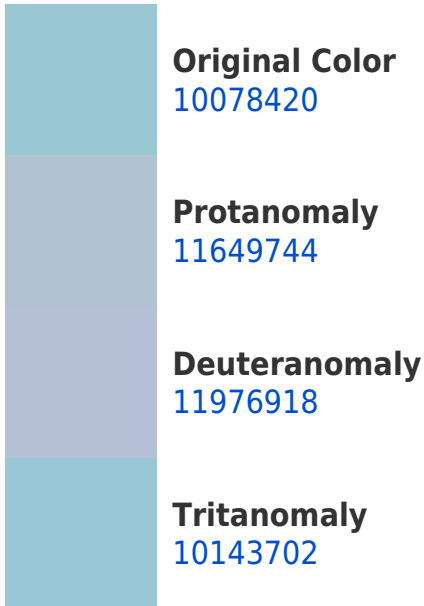 Original Color
10078420
Protanomaly
11649744
Deuteranomaly
11976918
Tritanomaly
10143702